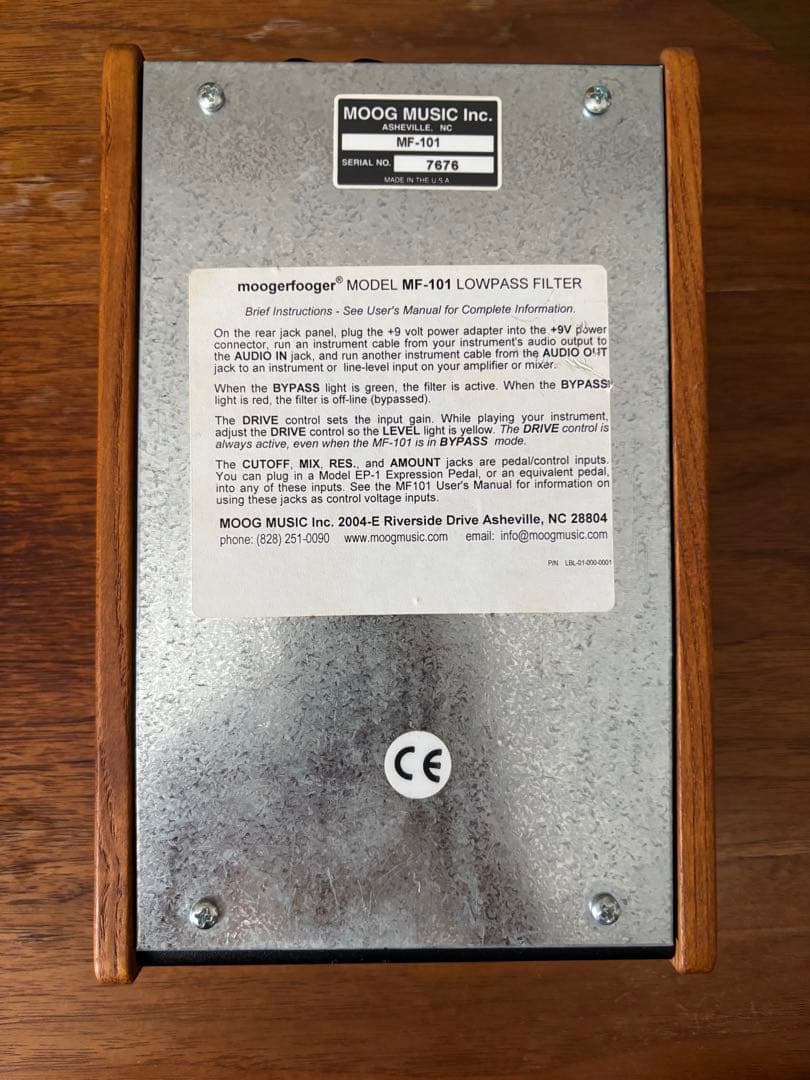 MOOG MUSIC Inc.
ASHEVILLE, NC
MF-101
SERIAL NO. 7676
MADE IN THE U S A
moogerfooger® MODEL MF-101 LOWPASS FILTER
Brief Instructions - See User's Manual for Complete Information.
On the rear jack panel, plug the +9 volt power adapter into the +9V power
connector, run an instrument cable from your instrument's audio output to
the AUDIO IN jack, and run another instrument cable from the AUDIO OUT
jack to an instrument or line-level input on your amplifier or mixer.
When the BYPASS light is green, the filter is active. When the BYPASS
light is red, the filter is off-line (bypassed).
The DRIVE control sets the input gain. While playing your instrument,
adjust the DRIVE control so the LEVEL light is yellow. The DRIVE control is
always active, even when the MF-101 is in BYPASS mode.
The CUTOFF, MIX, RES., and AMOUNT jacks are pedal/control inputs.
You can plug in a Model EP-1 Expression Pedal, or an equivalent pedal,
into any of these inputs. See the MF101 User's Manual for information on
using these jacks as control voltage inputs.
MOOG MUSIC Inc. 2004-E Riverside Drive Asheville, NC 28804
phone: (828) 251-0090 www.moogmusic.com email: info@moogmusic.com
P/N LBL-01-000-0001
CE